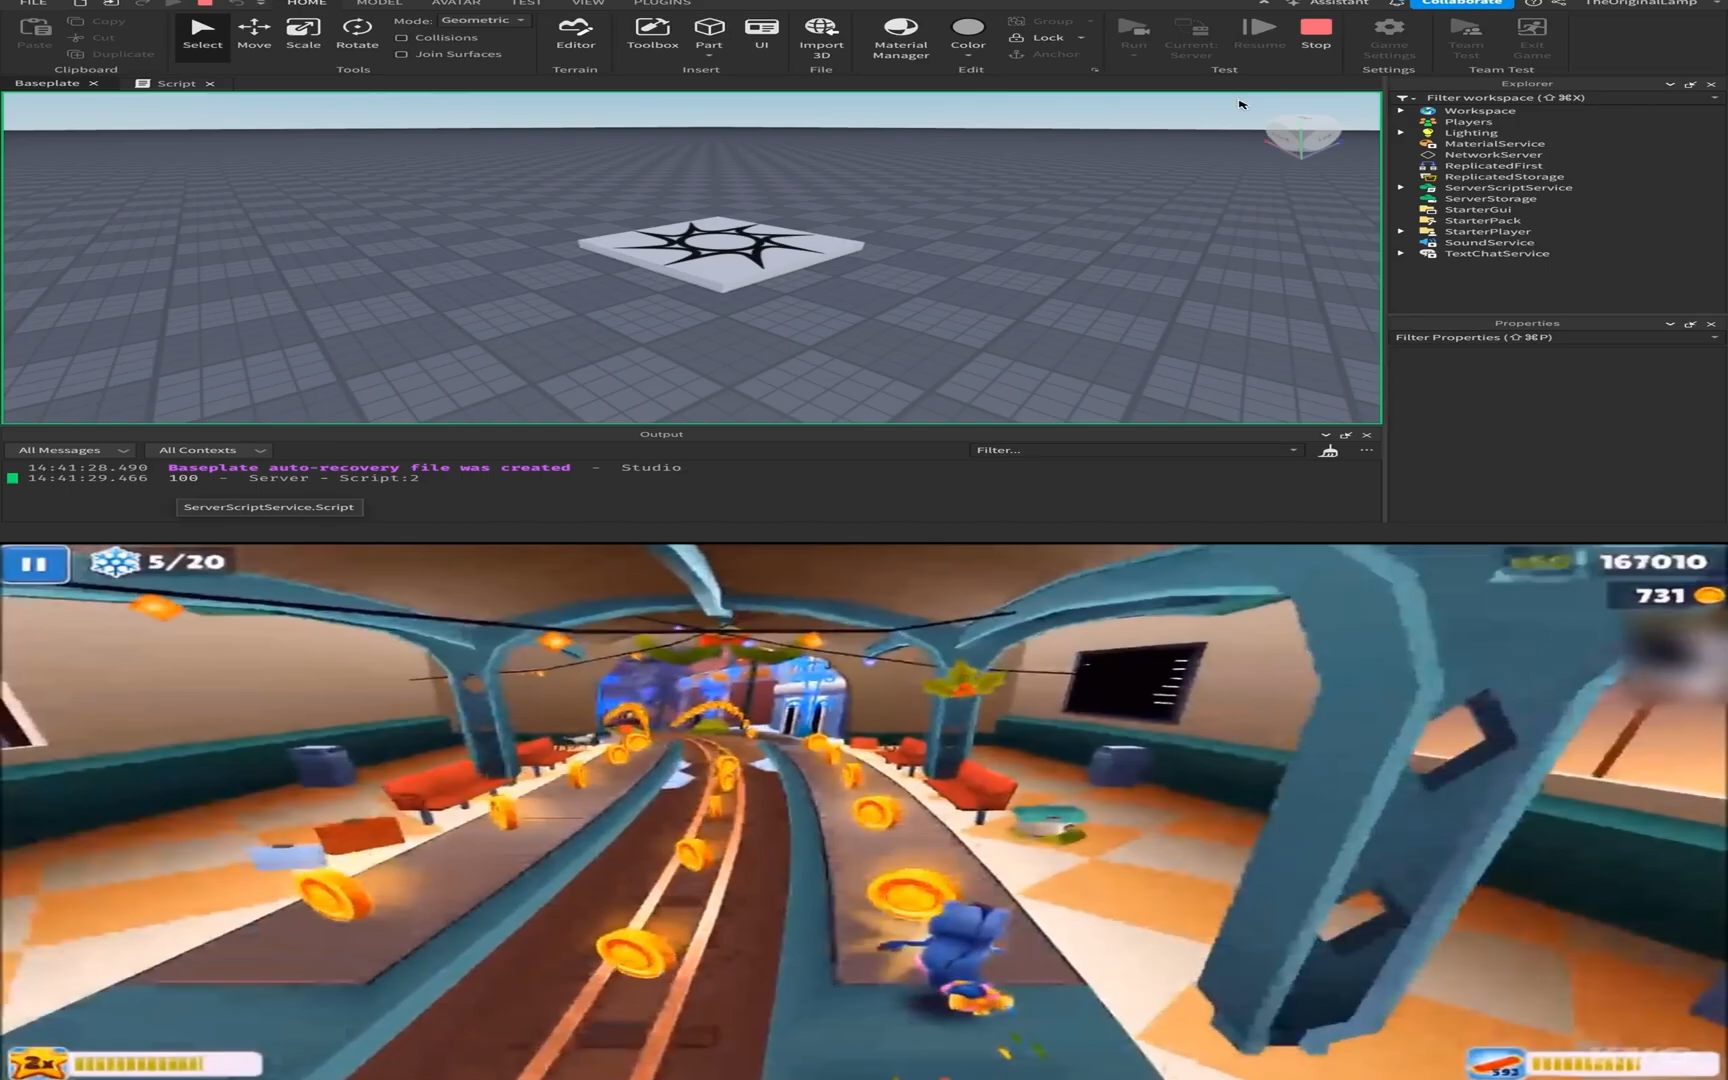 FILE HOME MODEL AVATAR TEST VIEW PLUGINS Assistant Collaborate TheOriginalLamp
Paste Copy Cut Duplicate Clipboard
Select Move Scale Rotate Mode: Geometric Collisions Join Surfaces Tools
Editor Terrain
Toolbox Part UI Insert
Import 3D File
Material Manager Color Group Lock Anchor Edit
Run Current: Server Resume Stop Test
Game Settings Settings
Team Test Exit Game Team Test
Baseplate Script
Explorer
Filter workspace (⇧⌘X)
Workspace
Players
Lighting
MaterialService
NetworkServer
ReplicatedFirst
ReplicatedStorage
ServerScriptService
ServerStorage
StarterGui
StarterPack
StarterPlayer
SoundService
TextChatService
Properties
Filter Properties (⇧⌘P)
Output
All Messages All Contexts Filter...
14:41:28.490 Baseplate auto-recovery file was created - Studio
14:41:29.466 100 - Server - Script:2
ServerScriptService.Script
5/20
167010
731
2x
593